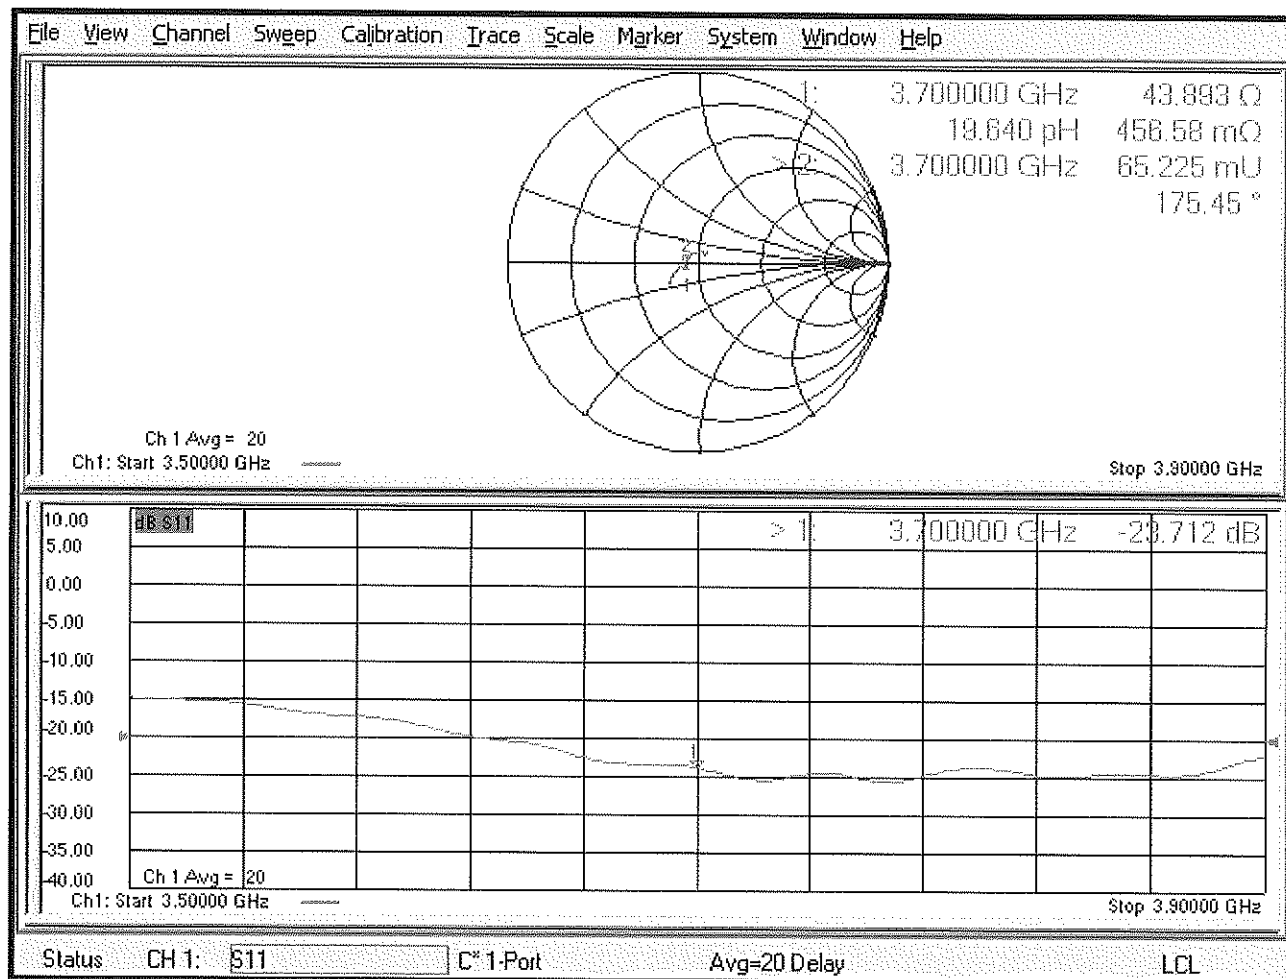 File View Channel Sweep Calibration Trace Scale Marker System Window Help
1: 3.700000 GHz 43.893 Ω
19.640 pH 456.58 mΩ
> 2: 3.700000 GHz 65.225 mU
175.45 °
Ch 1 Avg = 20
Ch1: Start 3.50000 GHz
Stop 3.90000 GHz
10.00
dB S11
> 1: 3.700000 GHz -23.712 dB
5.00
0.00
-5.00
-10.00
-15.00
-20.00
-25.00
-30.00
-35.00
-40.00
Ch 1 Avg = 20
Ch1: Start 3.50000 GHz
Stop 3.90000 GHz
Status CH 1: S11 C* 1-Port Avg=20 Delay LCL